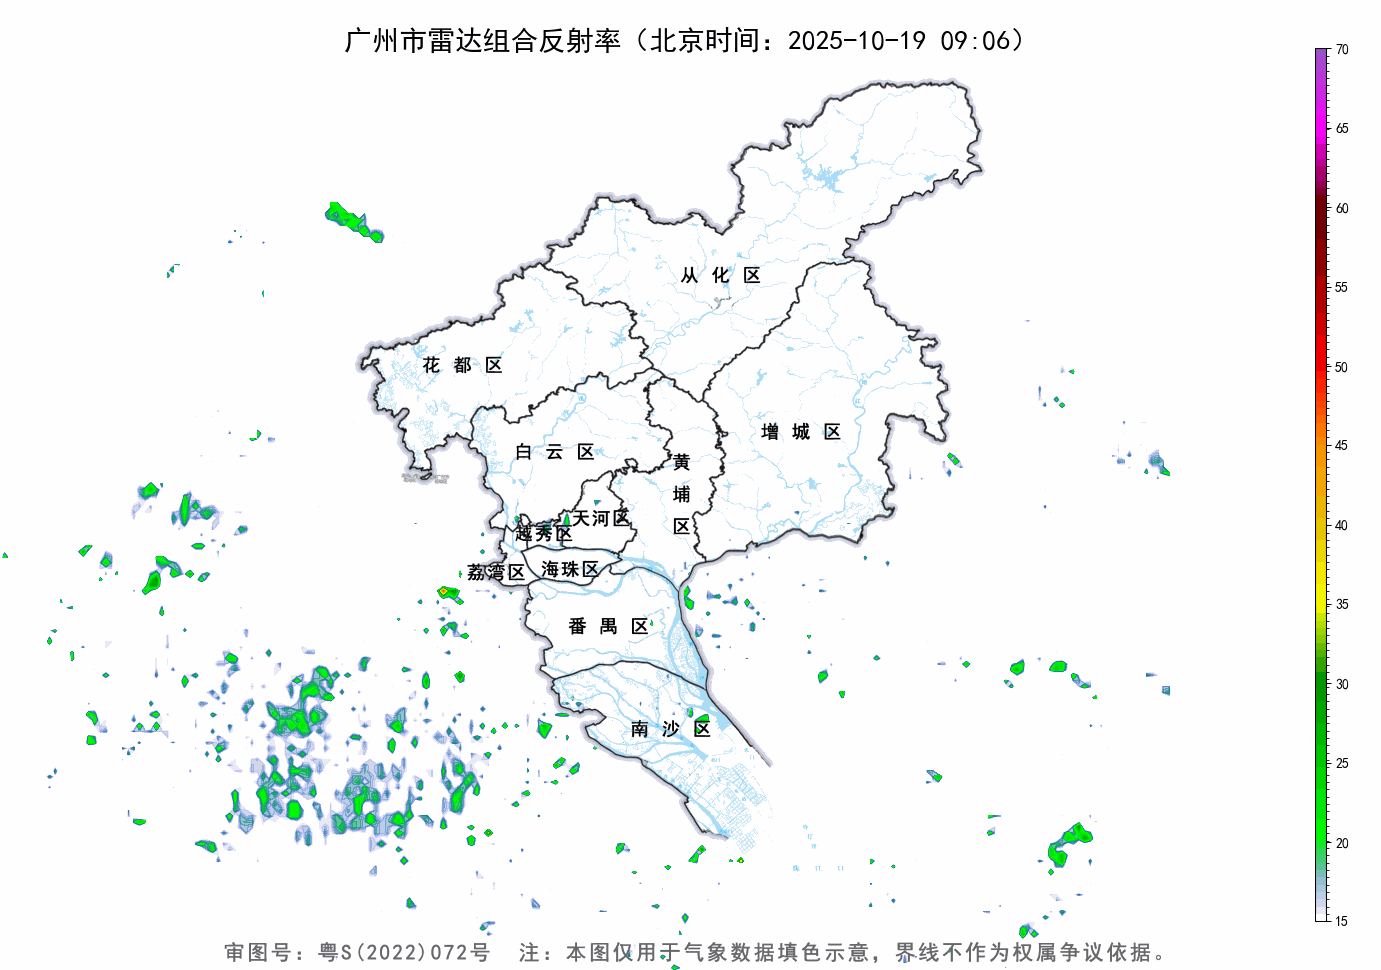 广州市雷达组合反射率（北京时间：2025-10-19 09:06）
70
65
60
55
50
45
40
35
30
25
20
15
从化区
花都区
增城区
白云区
黄埔区
天河区
越秀区
荔湾区
海珠区
番禺区
南沙区
审图号：粤S(2022)072号 注：本图仅用于气象数据填色示意，界线不作为权属争议依据。